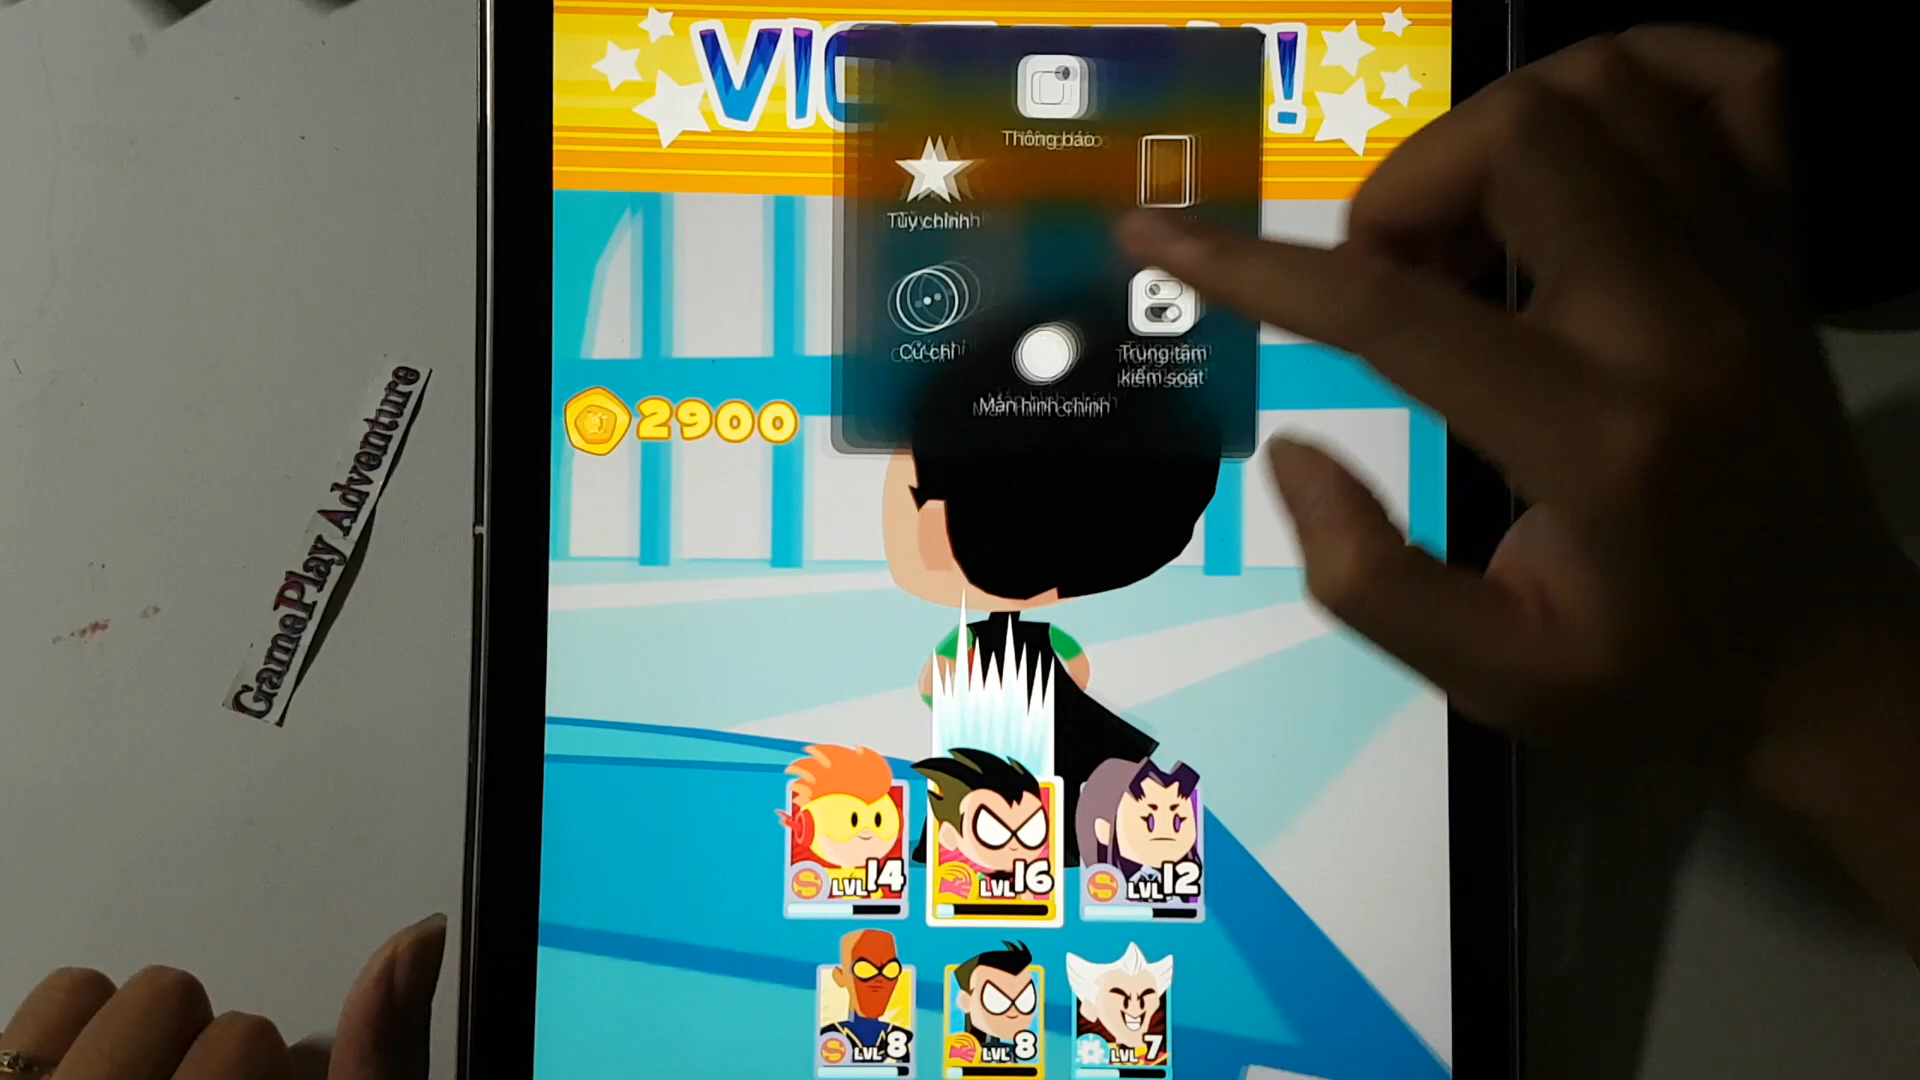 Thông báo
Tùy chỉnh
Cử chỉ
Trung tâm
kiểm soát
Màn hình chính
2900
GamePlay Adventure
LVL 14
LVL 16
LVL 12
LVL 8
LVL 8
LVL 7